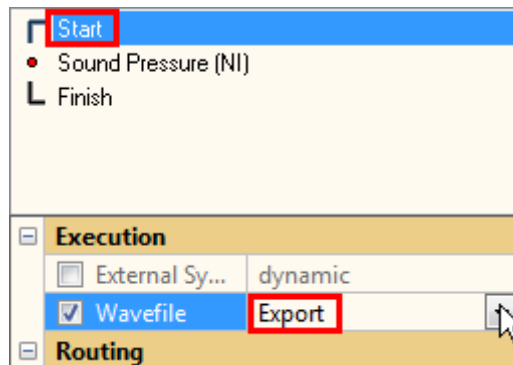 Start
Sound Pressure (NI)
Finish
Execution
External Sy... dynamic
Wavefile Export
Routing